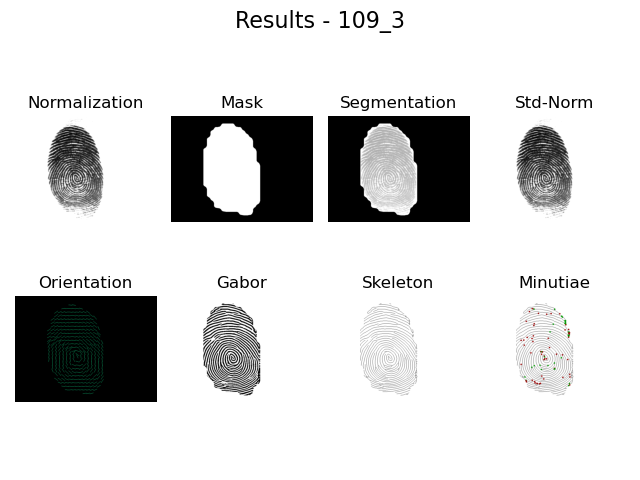 Results - 109_3
Normalization
Mask
Segmentation
Std-Norm
Orientation
Gabor
Skeleton
Minutiae